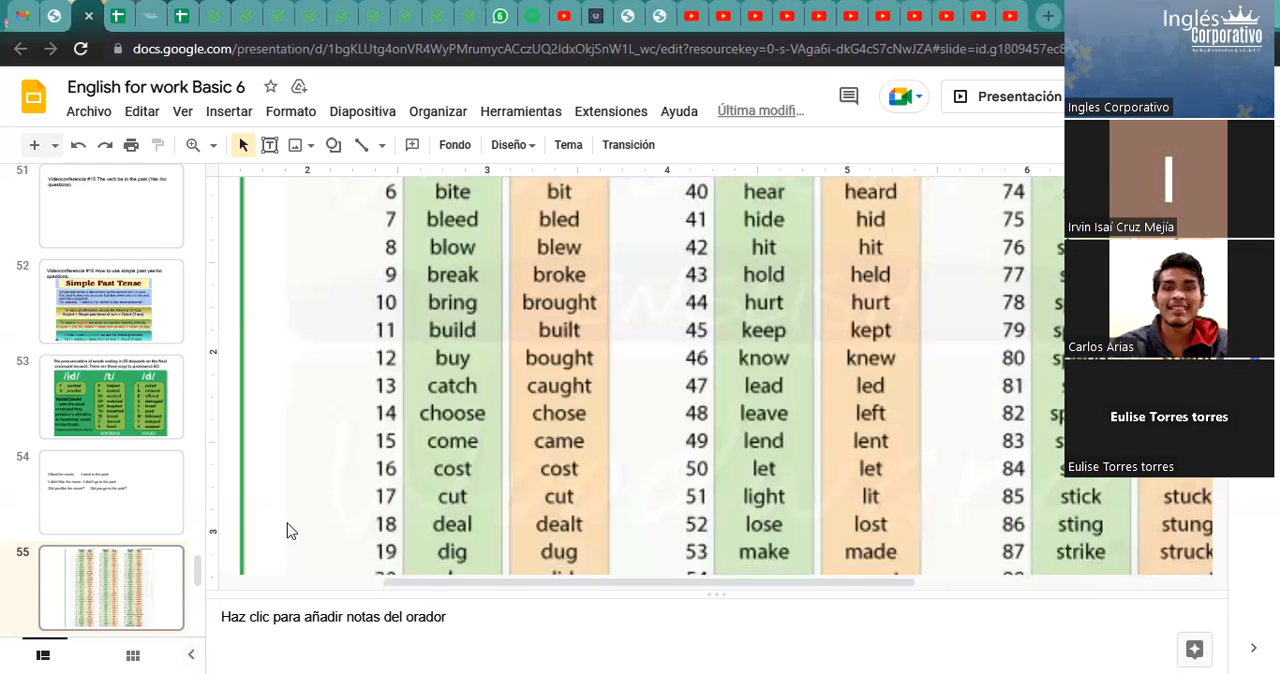 docs.google.com/presentation/d/1bgKLUtg4onVR4WyPMrumycACczUQ2IdxOkjSnW1L_wc/edit?resourcekey=0-s-VAga6i-dkG4cS7cNwJZA#slide=id.g1809457ec8
English for work Basic 6
Archivo Editar Ver Insertar Formato Diapositiva Organizar Herramientas Extensiones Ayuda Última modifi...
Presentación
Fondo Diseño Tema Transición
2 3 4 5 6
51
Videoconferencia #15 The verb be in the past (Yes /no questions)
52
Videoconferencia #16 How to use simple past yes/no questions.
Simple Past Tense
53
/id/ /t/ /d/
54
55
6 bite bit 40 hear heard 74
7 bleed bled 41 hide hid 75
8 blow blew 42 hit hit 76
9 break broke 43 hold held 77
10 bring brought 44 hurt hurt 78
11 build built 45 keep kept 79
12 buy bought 46 know knew 80
13 catch caught 47 lead led 81
14 choose chose 48 leave left 82
15 come came 49 lend lent 83
16 cost cost 50 let let 84
17 cut cut 51 light lit 85 stick stuck
18 deal dealt 52 lose lost 86 sting stung
19 dig dug 53 make made 87 strike struck
2
3
Haz clic para añadir notas del orador
Inglés
Corporativo
Ingles Corporativo
I
Irvin Isaí Cruz Mejía
Carlos Arias
Eulise Torres torres
Eulise Torres torres